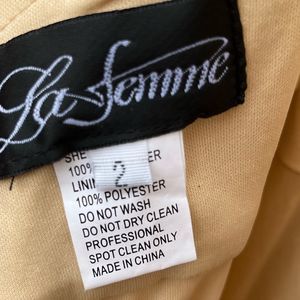 La Femme
2
100%
100% POLYESTER
DO NOT WASH
DO NOT DRY CLEAN
PROFESSIONAL
SPOT CLEAN ONLY
MADE IN CHINA